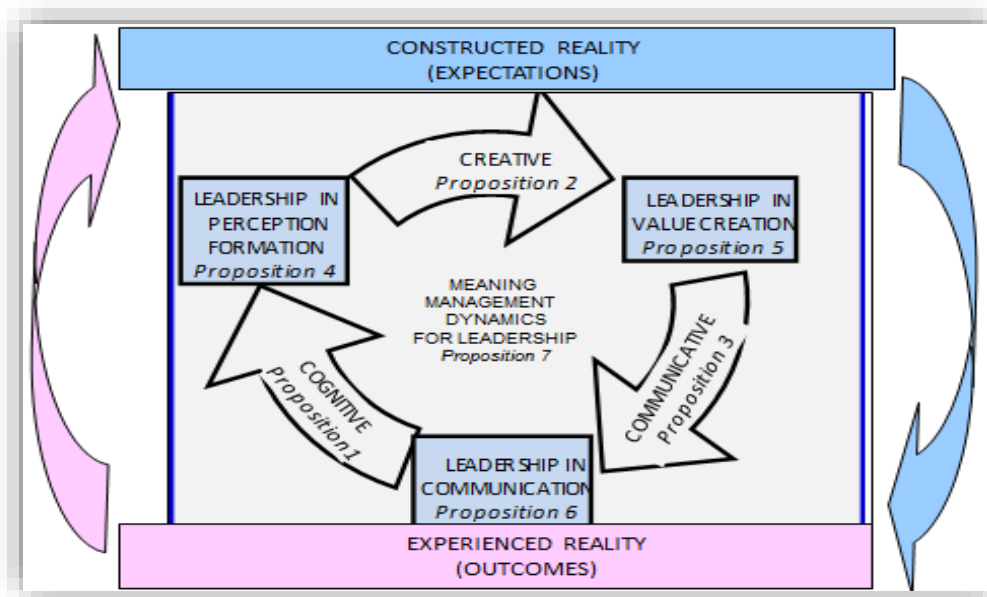 CONSTRUCTED REALITY
(EXPECTATIONS)
CREATIVE
Proposition 2
LEADERSHIP IN
PERCEPTION
FORMATION
Proposition 4
LEADERSHIP IN
VALUE CREATION
Proposition 5
MEANING
MANAGEMENT
DYNAMICS
FOR LEADERSHIP
Proposition 7
COMMUNICATIVE
Proposition 3
COGNITIVE
Proposition 1
LEADERSHIP IN
COMMUNICATION
Proposition 6
EXPERIENCED REALITY
(OUTCOMES)